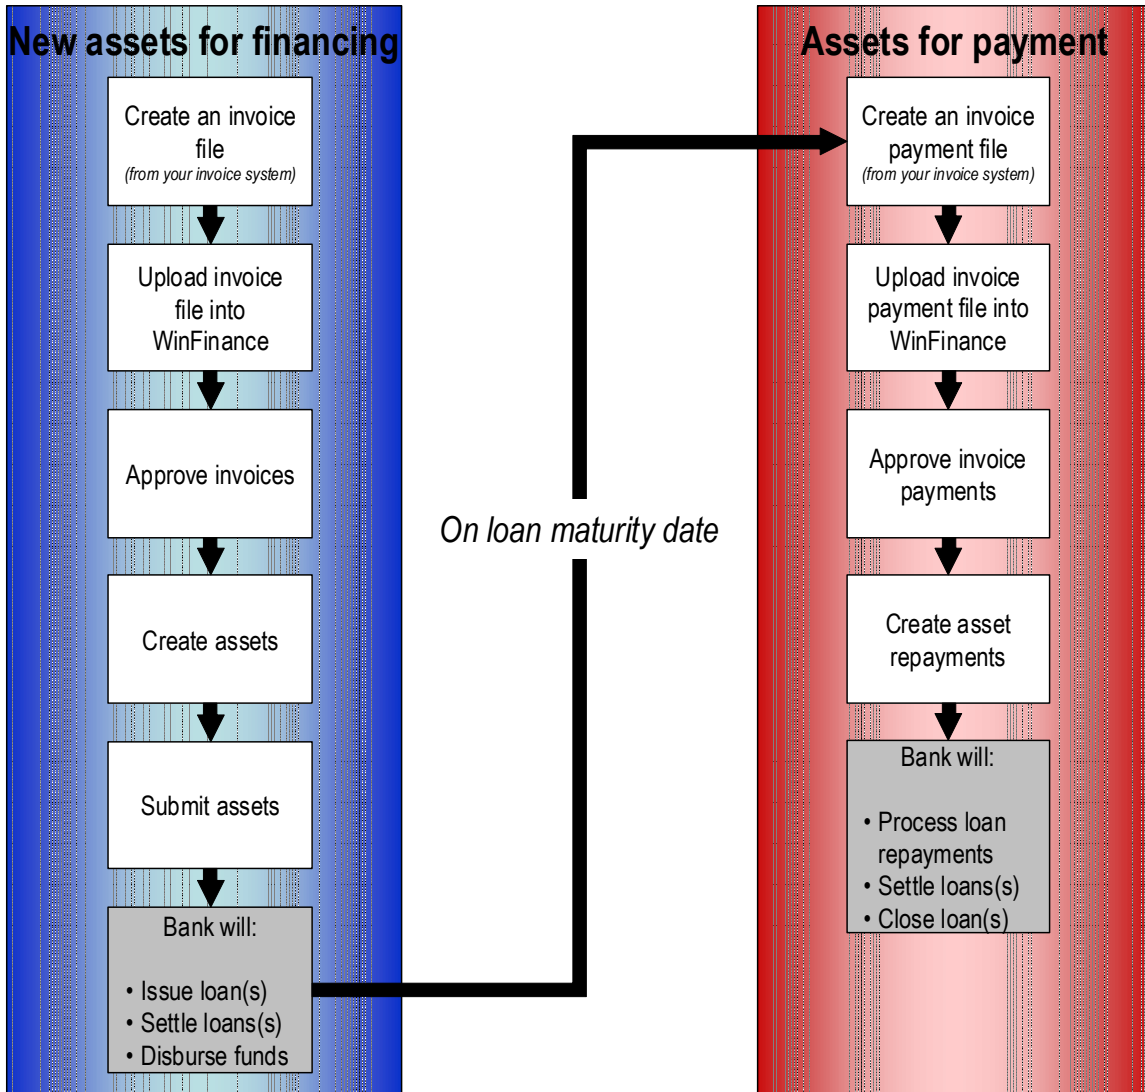 New assets for financing
Create an invoice
file
(from your invoice system)
Upload invoice
file into
WinFinance
Approve invoices
Create assets
Submit assets
Bank will:
• Issue loan(s)
• Settle loans(s)
• Disburse funds
On loan maturity date
Assets for payment
Create an invoice
payment file
(from your invoice system)
Upload invoice
payment file into
WinFinance
Approve invoice
payments
Create asset
repayments
Bank will:
• Process loan
repayments
• Settle loans(s)
• Close loan(s)